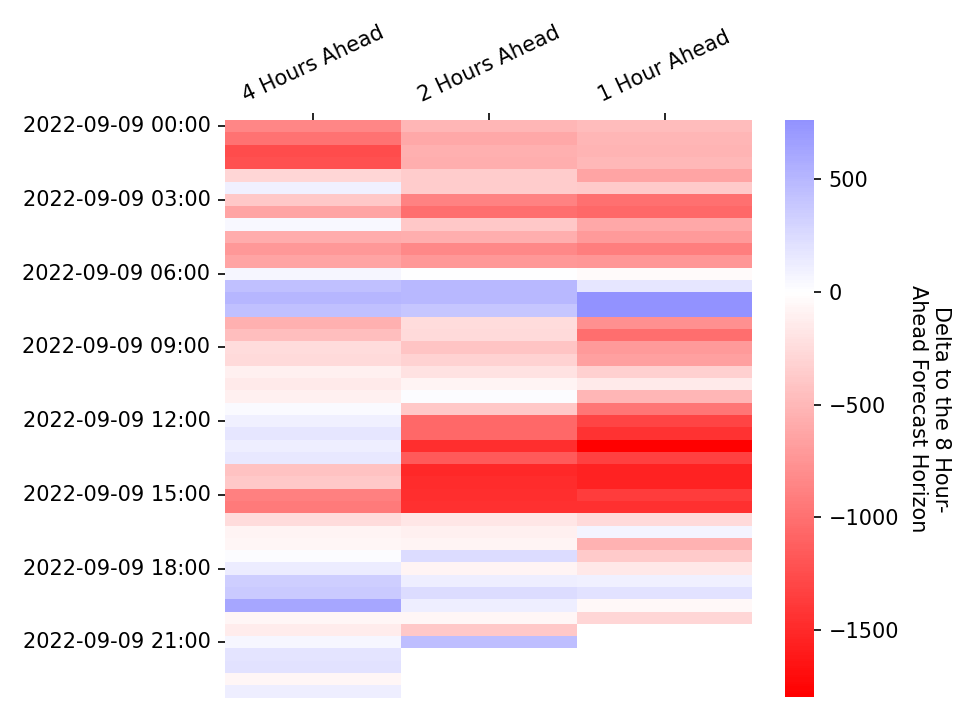 4 Hours Ahead
2 Hours Ahead
1 Hour Ahead
2022-09-09 00:00
2022-09-09 03:00
2022-09-09 06:00
2022-09-09 09:00
2022-09-09 12:00
2022-09-09 15:00
2022-09-09 18:00
2022-09-09 21:00
500
0
−500
−1000
−1500
Delta to the 8 Hour-
Ahead Forecast Horizon